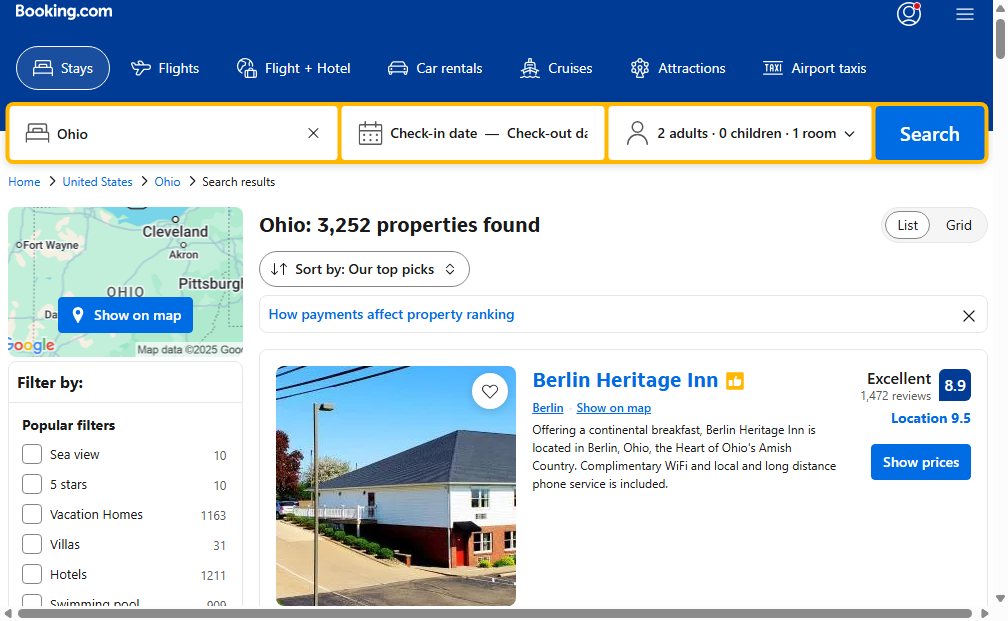 Booking.com
Stays
Flights
Flight + Hotel
Car rentals
Cruises
Attractions
TAXI
Airport taxis
Ohio
Check-in date — Check-out da
2 adults · 0 children · 1 room
Search
Home > United States > Ohio > Search results
Cleveland
Fort Wayne
Akron
Pittsburgh
OHIO
Da
Show on map
Google
Map data ©2025 Goo
Ohio: 3,252 properties found
List
Grid
Sort by: Our top picks
How payments affect property ranking
Filter by:
Popular filters
Sea view 10
5 stars 10
Vacation Homes 1163
Villas 31
Hotels 1211
Swimming pool 909
Berlin Heritage Inn
Berlin · Show on map
Offering a continental breakfast, Berlin Heritage Inn is
located in Berlin, Ohio, the Heart of Ohio's Amish
Country. Complimentary WiFi and local and long distance
phone service is included.
Excellent
1,472 reviews
8.9
Location 9.5
Show prices